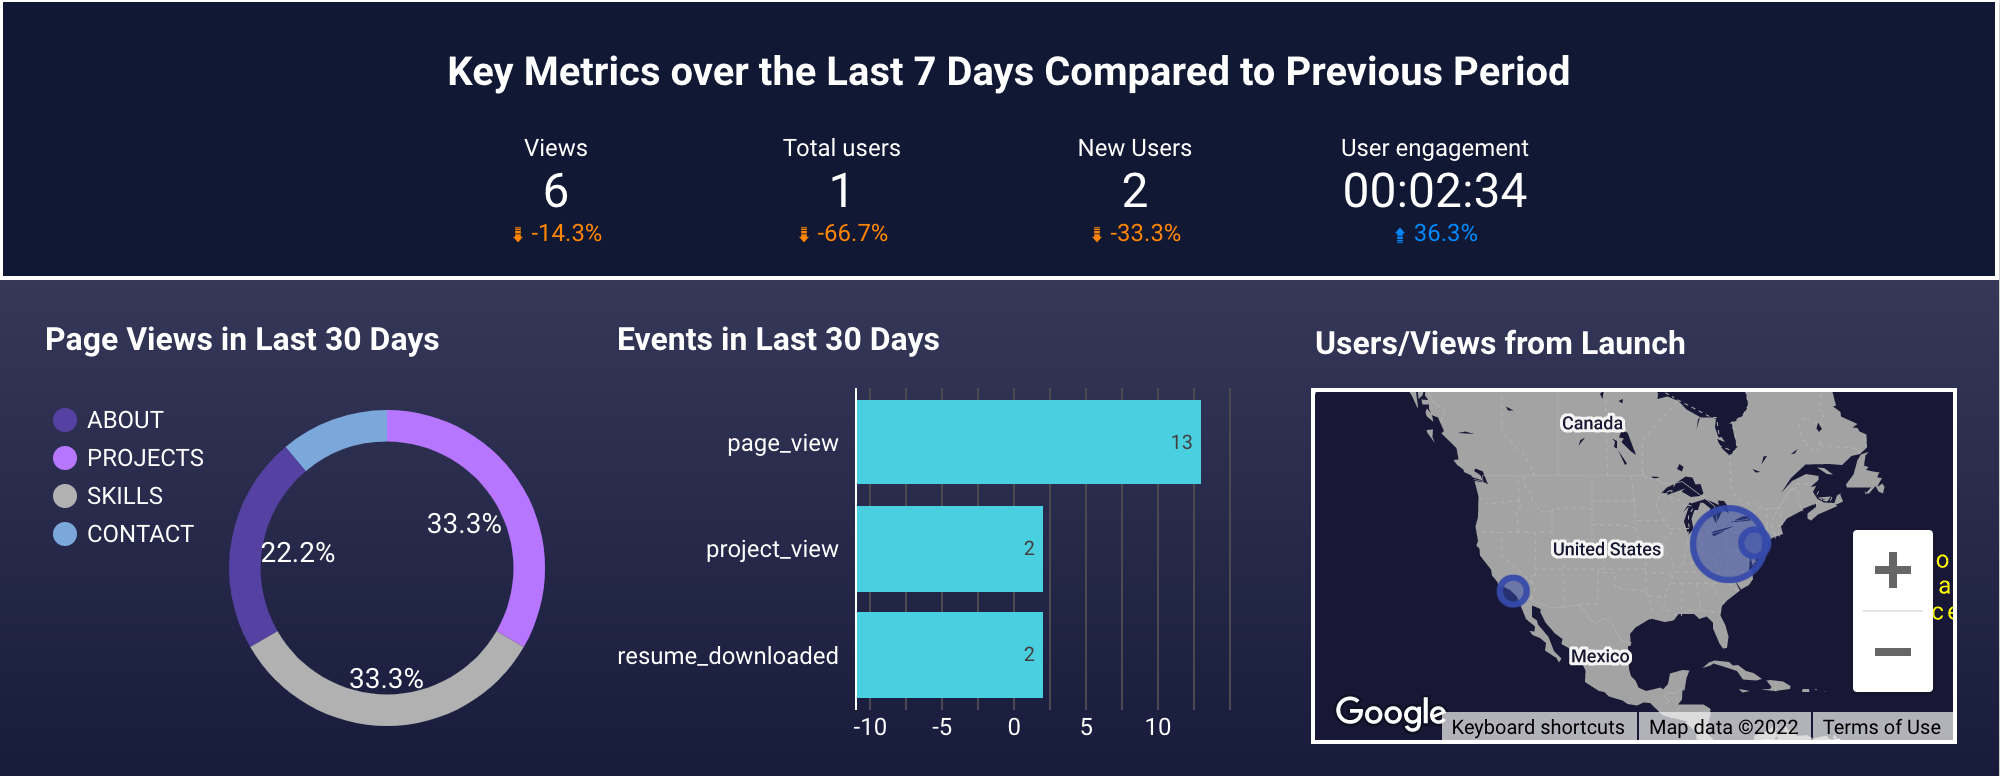 Key Metrics over the Last 7 Days Compared to Previous Period
Views
6
-14.3%
Total users
1
-66.7%
New Users
2
-33.3%
User engagement
00:02:34
36.3%
Page Views in Last 30 Days
ABOUT
PROJECTS
SKILLS
CONTACT
33.3%
22.2%
33.3%
Events in Last 30 Days
page_view
13
project_view
2
resume_downloaded
2
-10 -5 0 5 10
Users/Views from Launch
Canada
United States
Mexico
o
a
ce
Google
Keyboard shortcuts
Map data ©2022
Terms of Use